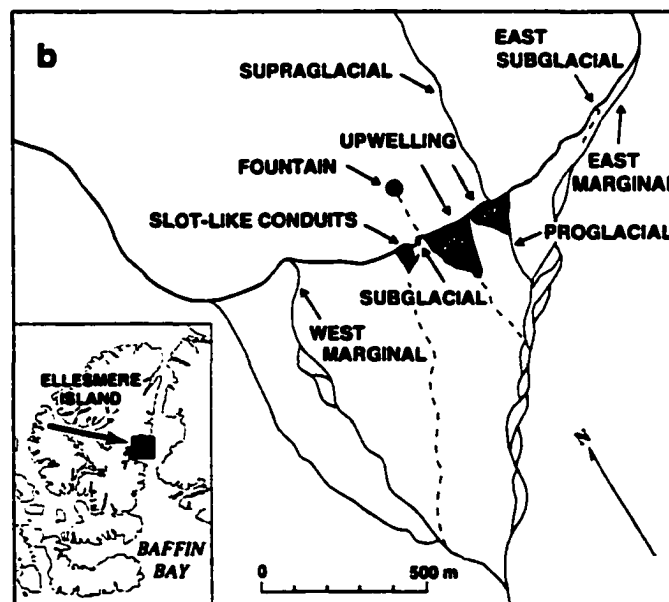 b
EAST
SUBGLACIAL
SUPRAGLACIAL
UPWELLING
FOUNTAIN
EAST
MARGINAL
SLOT-LIKE CONDUITS
PROGLACIAL
SUBGLACIAL
WEST
MARGINAL
ELLESMERE
ISLAND
N
BAFFIN
BAY
0 500 m